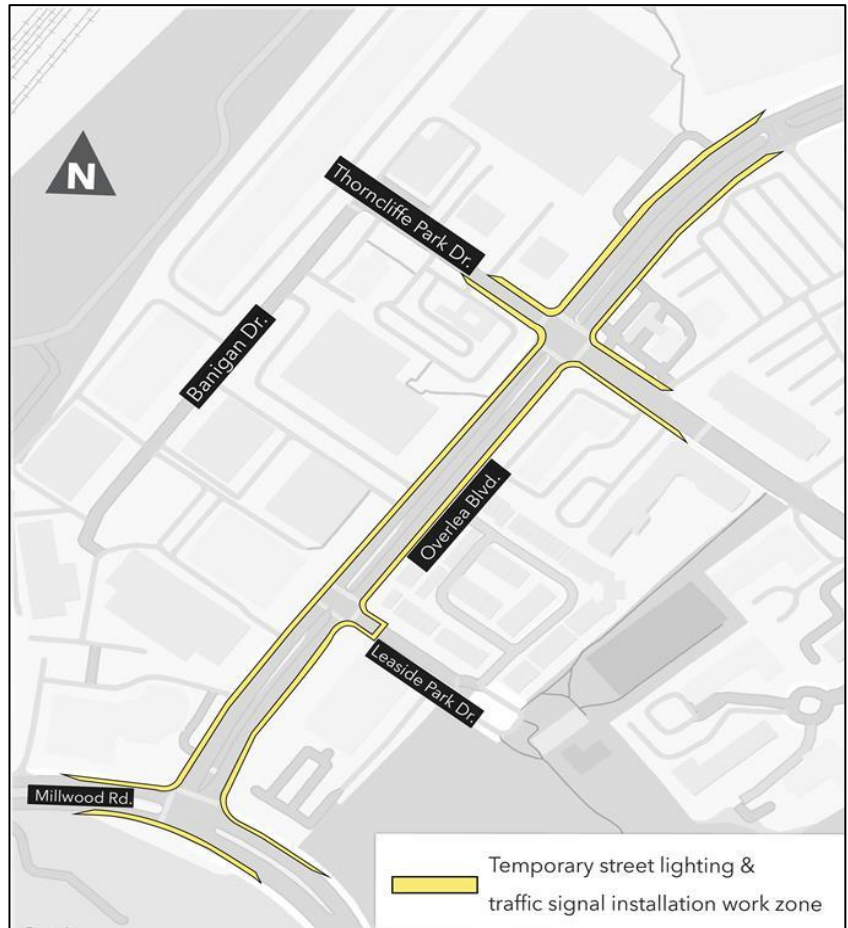 N
Thorncliffe Park Dr.
Banigan Dr.
Overlea Blvd.
Leaside Park Dr.
Millwood Rd.
Temporary street lighting &
traffic signal installation work zone